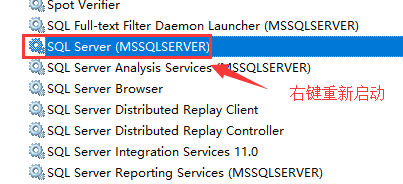 Spot Verifier
SQL Full-text Filter Daemon Launcher (MSSQLSERVER)
SQL Server (MSSQLSERVER)
SQL Server Analysis Services (MSSQLSERVER)
SQL Server Browser
右键重新启动
SQL Server Distributed Replay Client
SQL Server Distributed Replay Controller
SQL Server Integration Services 11.0
SQL Server Reporting Services (MSSQLSERVER)